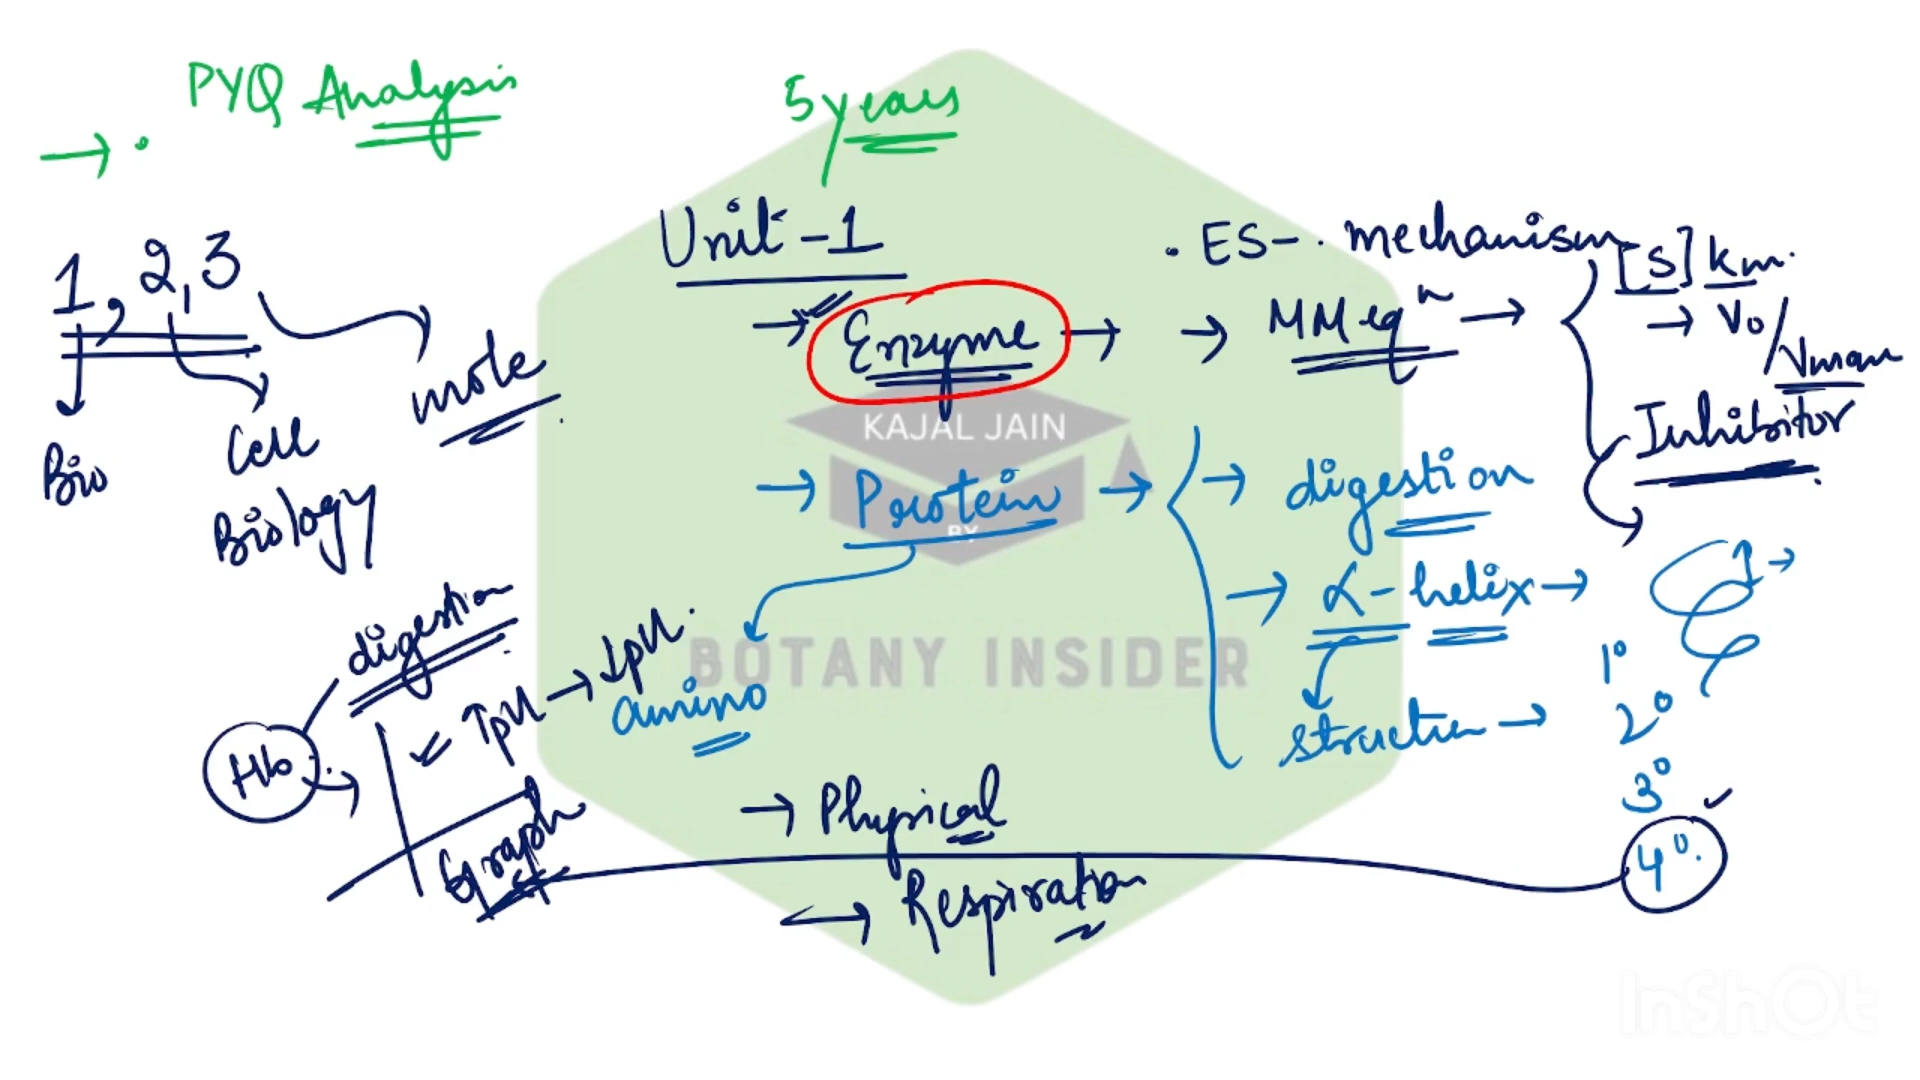 PYQ Analysis
5 years
Unit-1
1, 2, 3
Bio
Cell Biology
mole
Enzyme
. ES- . mechanism
MM eqn
[S] Km.
V0/Vmax
Inhibitor
KAJAL JAIN
BY
BOTANY INSIDER
Protein
amino
digestion
α-helix
structure
1°
2°
3°
4°
digestion
Hb
↑pH → ↓pH
Graph
Physical
Respiration
InShOt